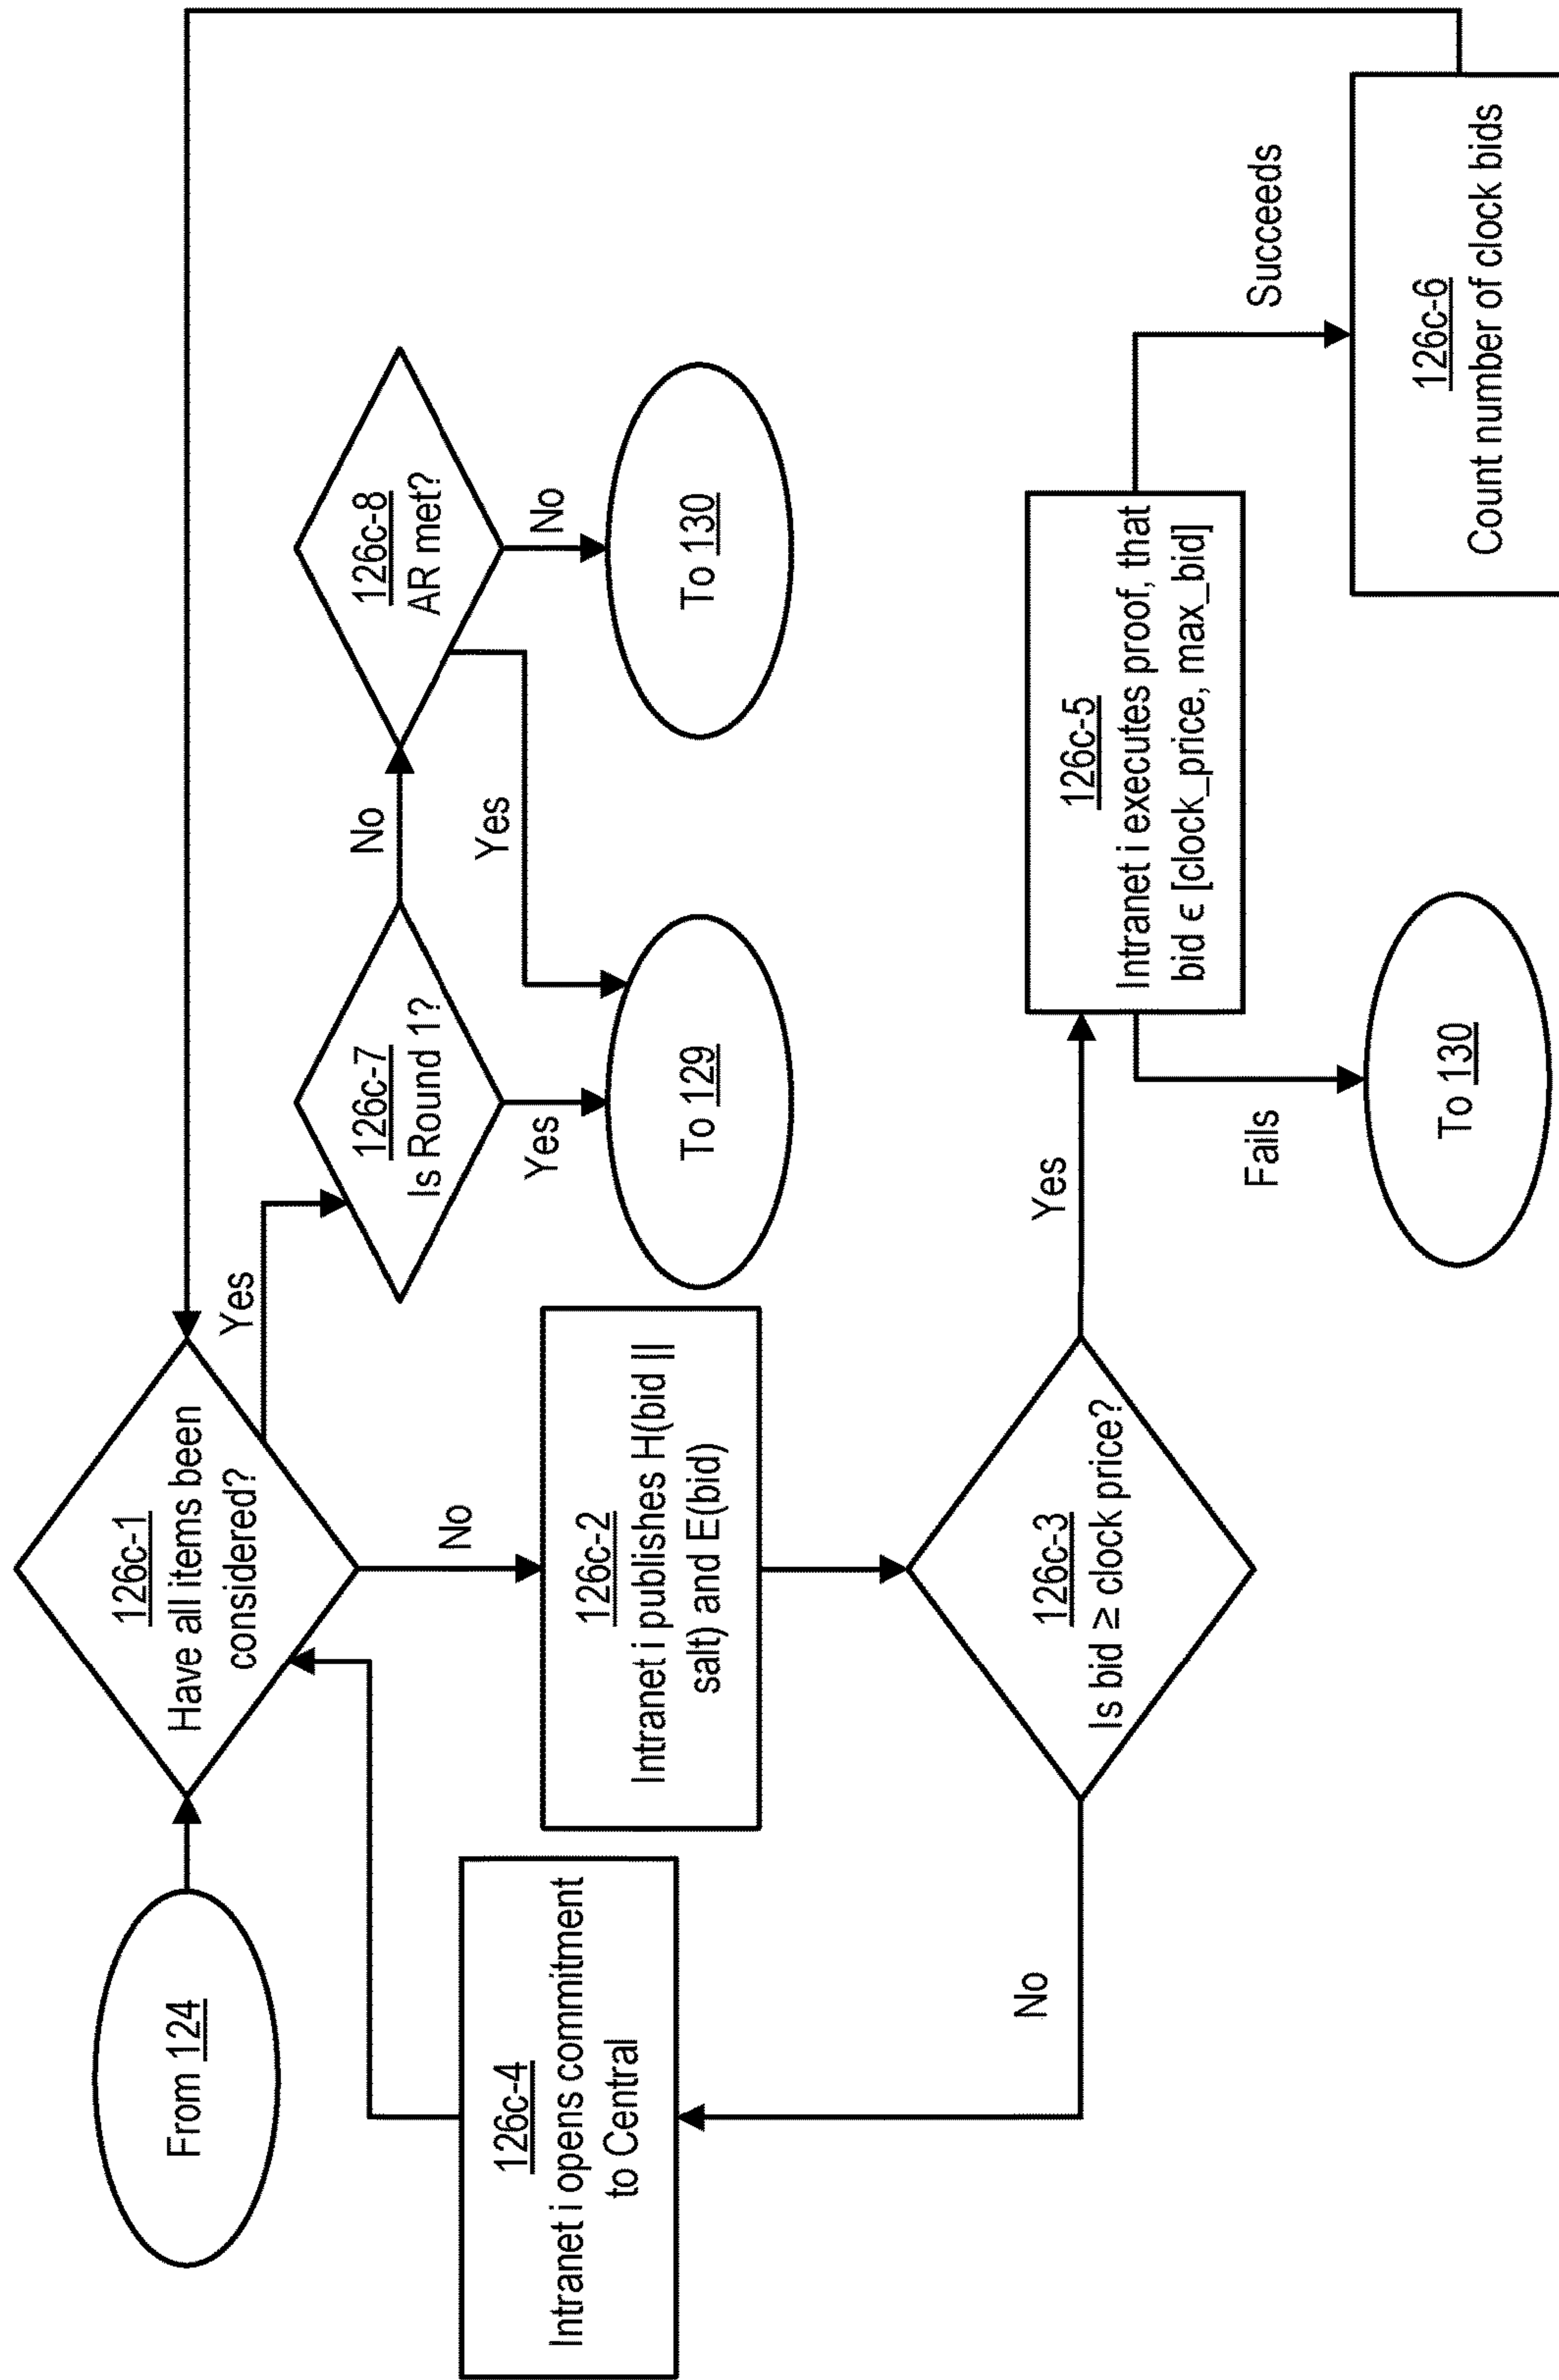 From 124
126c-1
Have all items been
considered?
Yes
126c-7
Is Round 1?
No
126c-8
AR met?
Yes
Yes
No
To 129
To 130
No
126c-4
Intranet i opens commitment
to Central
126c-2
Intranet i publishes H(bid ||
salt) and E(bid)
126c-3
Is bid ≥ clock price?
No
Yes
126c-5
Intranet i executes proof, that
bid ϵ [clock_price, max_bid]
Fails
Succeeds
To 130
126c-6
Count number of clock bids